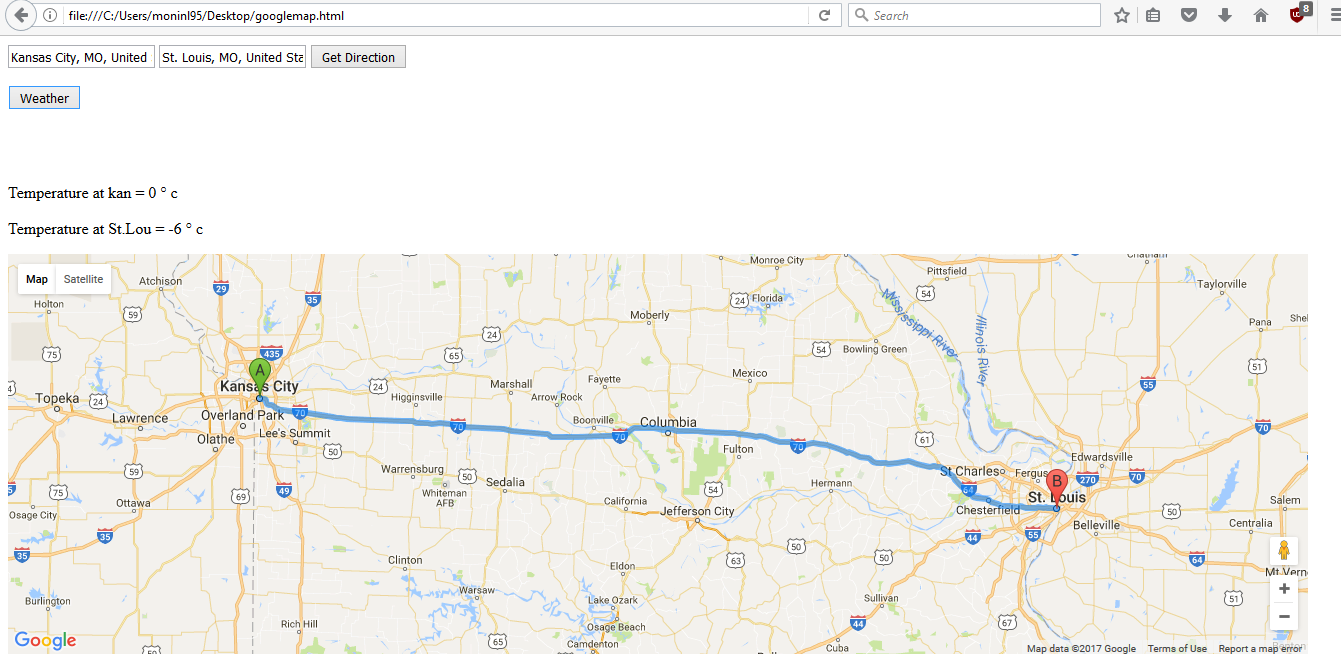 file:///C:/Users/moninl95/Desktop/googlemap.html
Search
8
Kansas City, MO, United
St. Louis, MO, United Sta
Get Direction
Weather
Temperature at kan = 0 ° c
Temperature at St.Lou = -6 ° c
Map
Satellite
Monroe City
Chatham
Atchison
Pittsfield
Taylorville
29
35
24
Florida
54
Holton
59
Moberly
Mississippi River
Illinois River
Pana
Shel
75
435
65
24
54
Bowling Green
51
A
Kansas City
24
Marshall
Fayette
Mexico
55
Topeka
24
Higginsville
Arrow Rock
Lawrence
Overland Park
70
70
Boonville
Columbia
70
70
70
Olathe
Lee's Summit
50
Fulton
61
Edwardsville
59
Warrensburg
50
Sedalia
St Charles
Fergus
B
270
70
75
69
49
Whiteman AFB
54
Hermann
64
St. Louis
Ottawa
California
Jefferson City
Chesterfield
50
Salem
Osage City
35
55
Belleville
Centralia
35
Clinton
Eldon
63
50
50
44
64
Mt Vern
Burlington
Warsaw
Lake Ozark
Sullivan
51
Rich Hill
Osage Beach
44
67
Google
65
Camdenton
Cuba
Map data ©2017 Google
Terms of Use
Report a map error